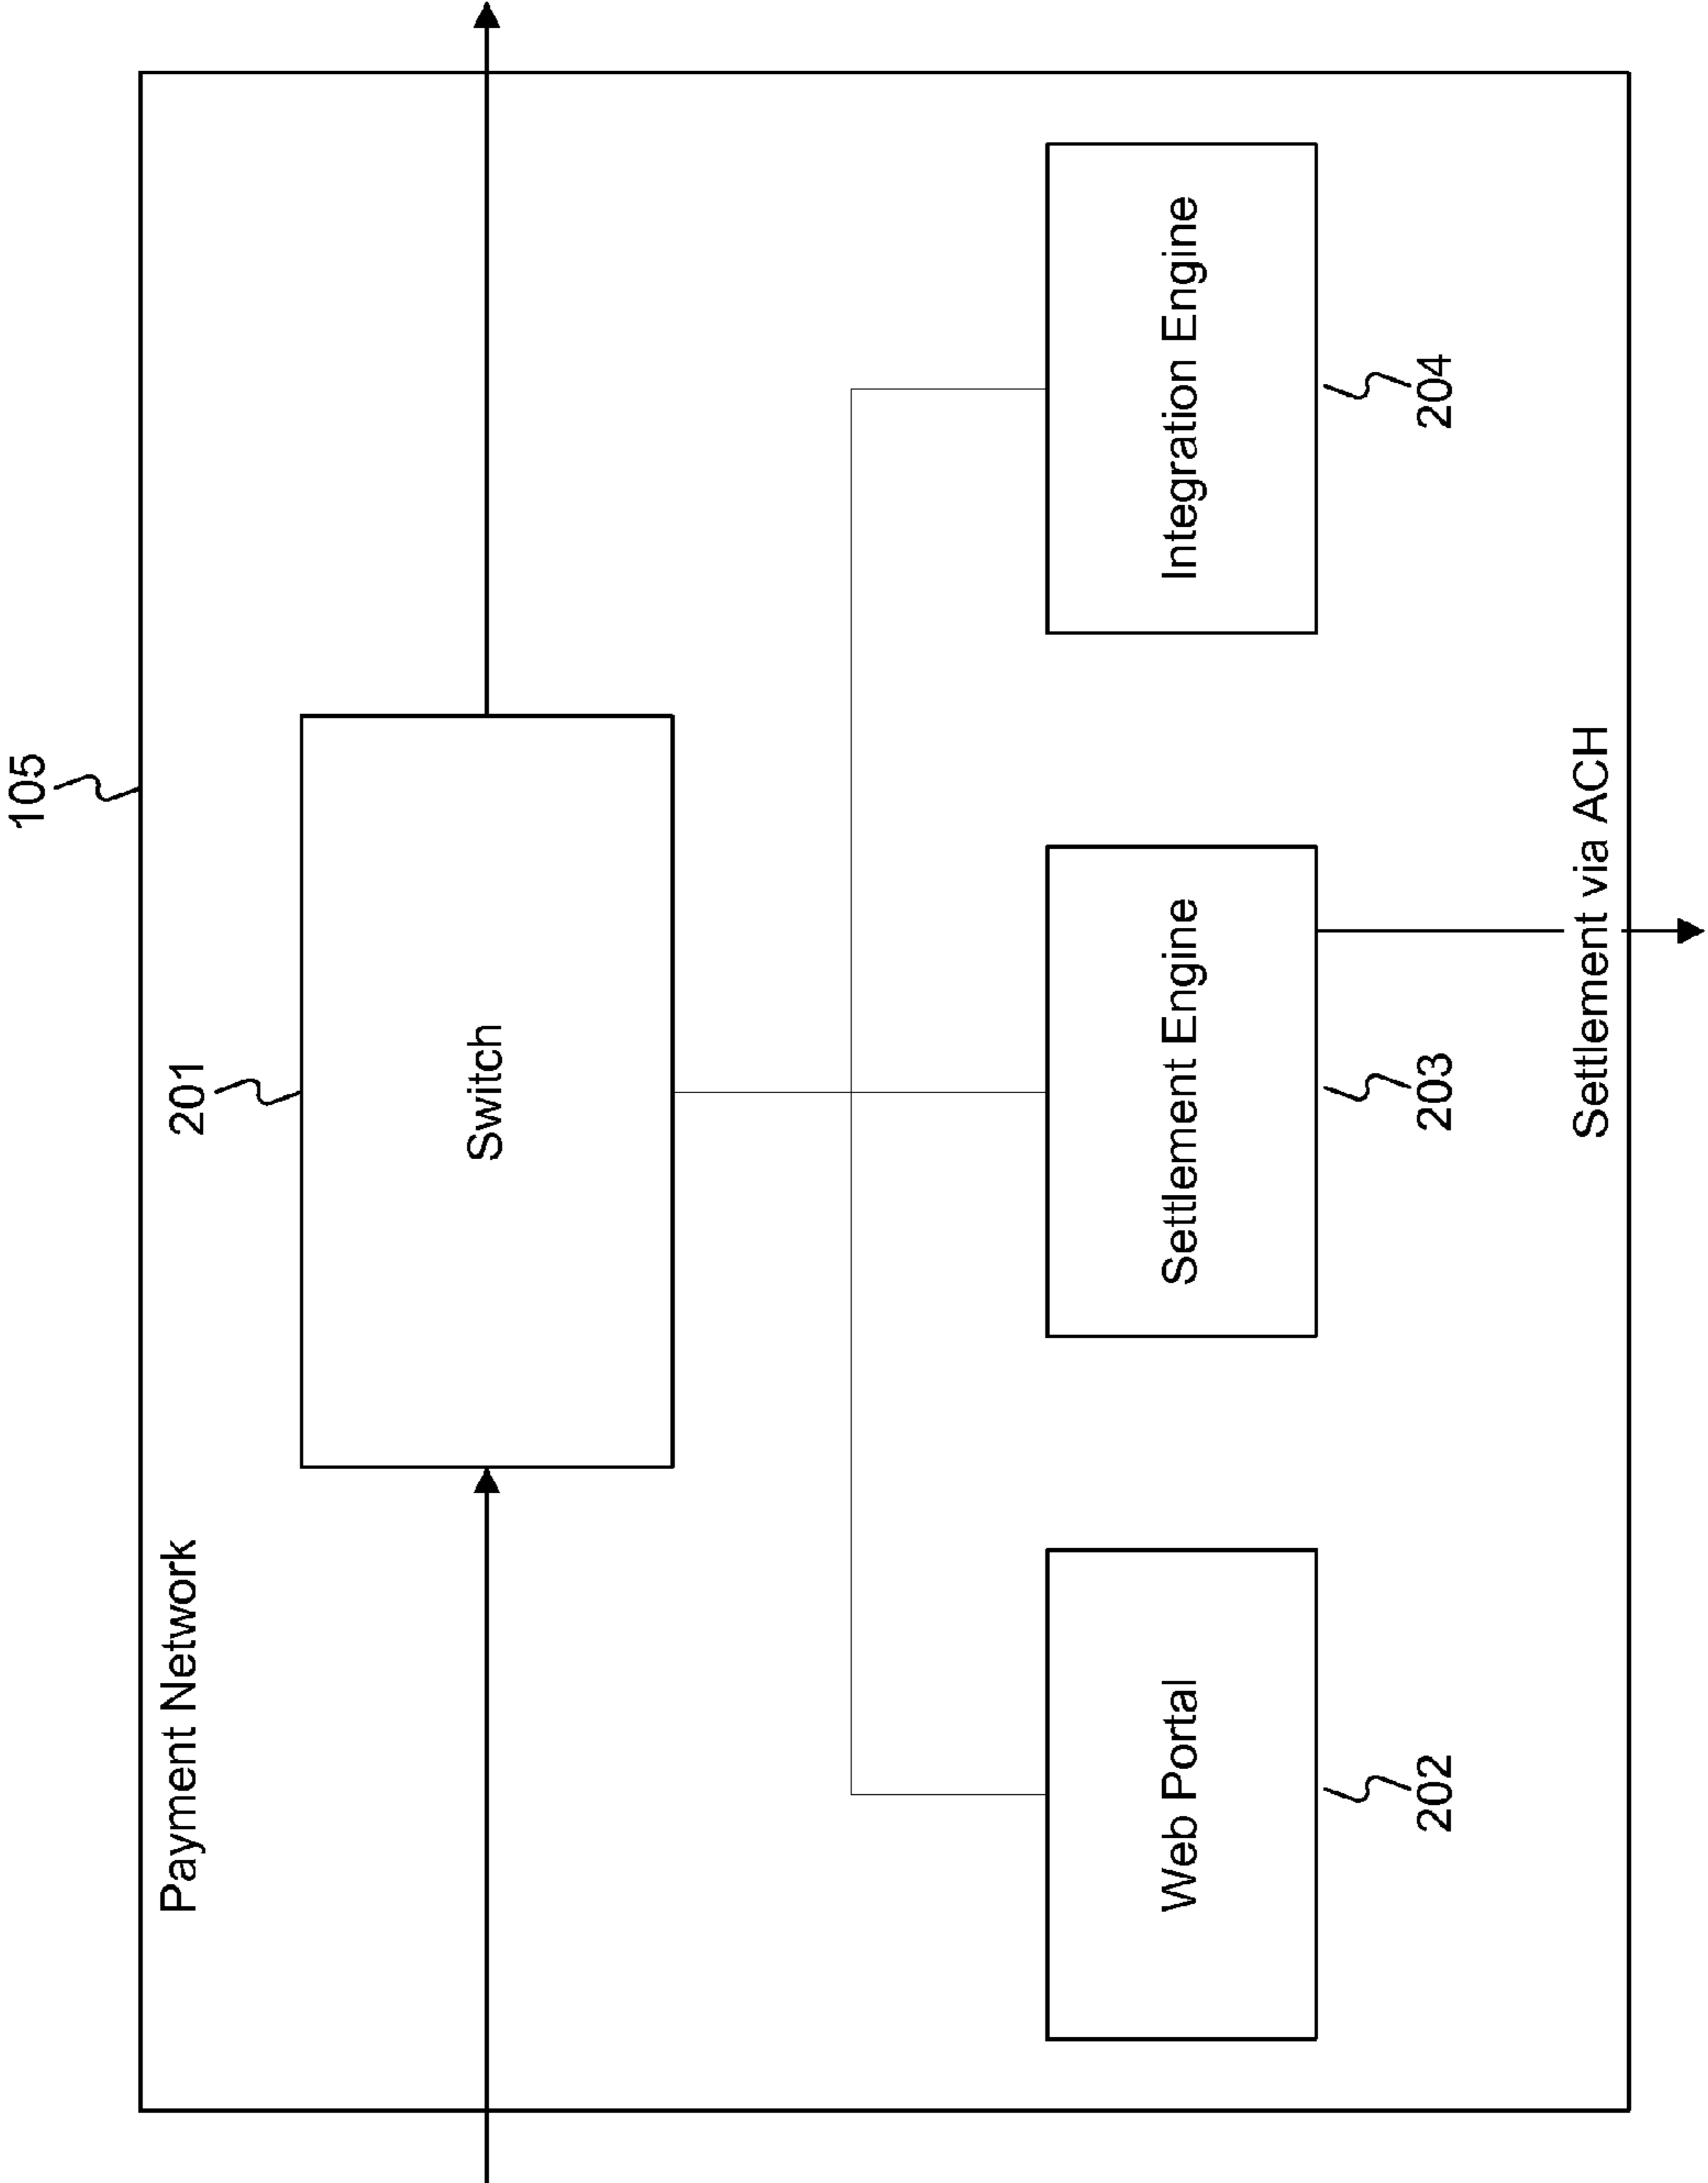 105
Payment Network
201
Switch
Web Portal
Settlement Engine
Integration Engine
202
203
204
Settlement via ACH